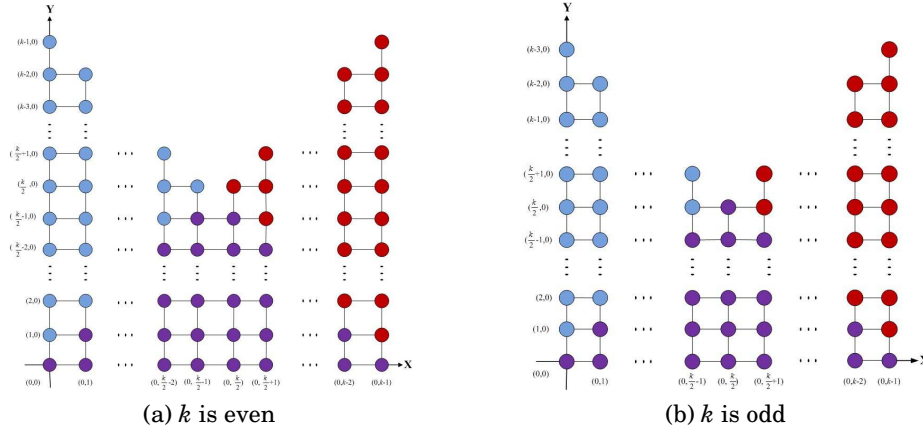 Y
(k-1,0)
(k-2,0)
(k-3,0)
(k/2+1,0)
(k/2,0)
(k/2-1,0)
(k/2-2,0)
(2,0)
(1,0)
(0,0)
(0,1)
(0, k/2-2)
(0, k/2-1)
(0, k/2)
(0, k/2+1)
(0,k-2)
(0,k-1)
X
(a) k is even
Y
(k-3,0)
(k-2,0)
(k-1,0)
(k/2+1,0)
(k/2,0)
(k/2-1,0)
(2,0)
(1,0)
(0,0)
(0,1)
(0, k/2-1)
(0, k/2)
(0, k/2+1)
(0,k-2)
(0,k-1)
X
(b) k is odd